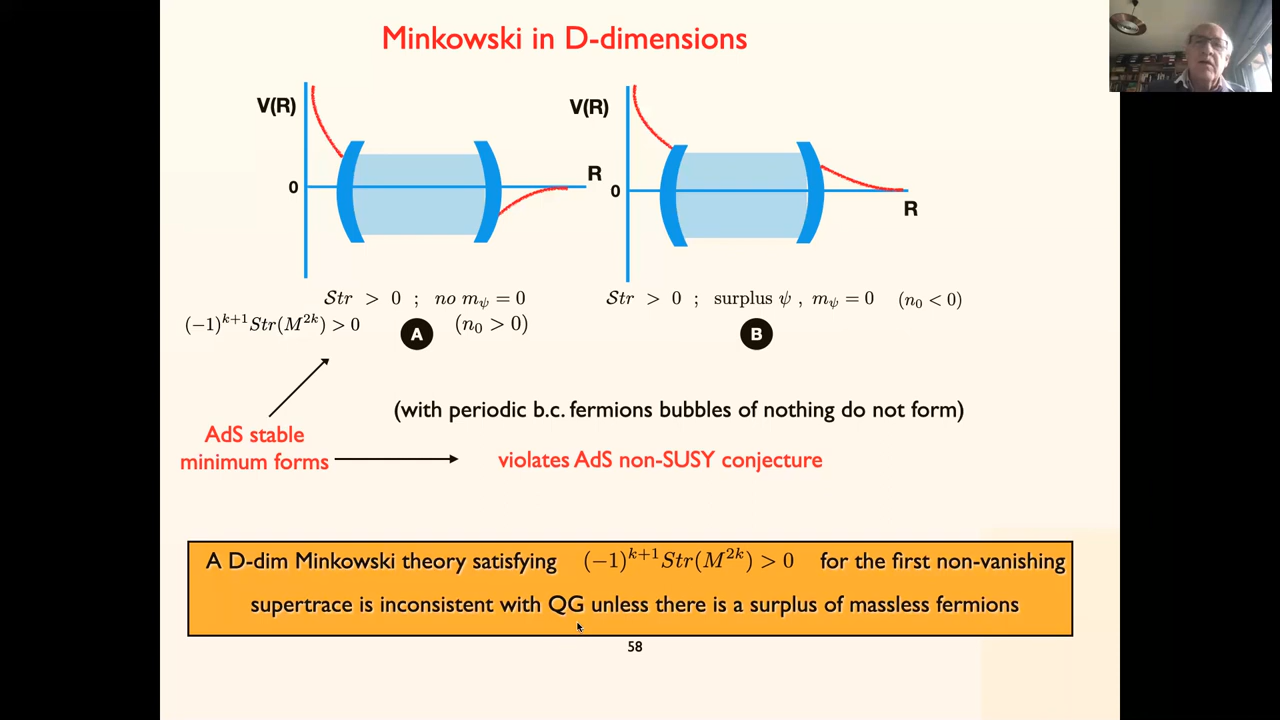 Minkowski in D-dimensions
V(R)
0
R
V(R)
0
R
Str > 0 ; no m_ψ = 0
(-1)^{k+1} Str(M^{2k}) > 0
(n_0 > 0)
A
Str > 0 ; surplus ψ , m_ψ = 0 (n_0 < 0)
B
(with periodic b.c. fermions bubbles of nothing do not form)
AdS stable
minimum forms
violates AdS non-SUSY conjecture
A D-dim Minkowski theory satisfying (-1)^{k+1} Str(M^{2k}) > 0 for the first non-vanishing
supertrace is inconsistent with QG unless there is a surplus of massless fermions
58